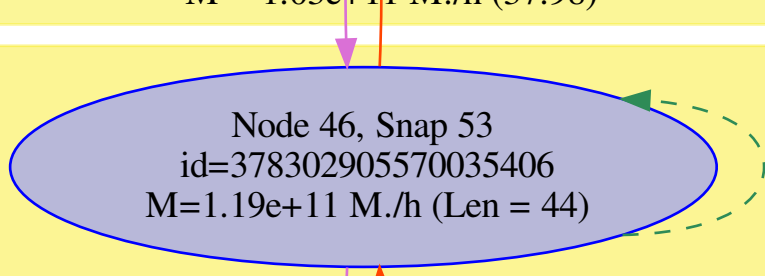 Node 46, Snap 53
id=378302905570035406
M=1.19e+11 M./h (Len = 44)